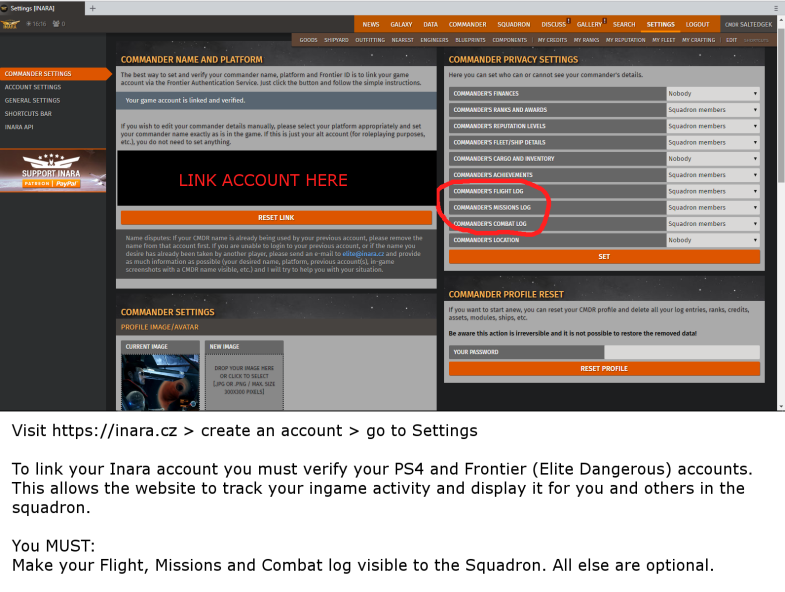 Settings [INARA]
+
16:16 0
NEWS GALAXY DATA COMMANDER SQUADRON DISCUSS GALLERY SEARCH SETTINGS LOGOUT CMDR SALTEDGEK
GOODS SHIPYARD OUTFITTING NEAREST ENGINEERS BLUEPRINTS COMPONENTS MY CREDITS MY RANKS MY REPUTATION MY FLEET MY CRAFTING EDIT SHORTCUTS
COMMANDER SETTINGS
ACCOUNT SETTINGS
GENERAL SETTINGS
SHORTCUTS BAR
INARA API
SUPPORT INARA
PATREON | PayPal
COMMANDER NAME AND PLATFORM
The best way to set and verify your commander name, platform and Frontier ID is to link your game
account via the Frontier Authentication Service. Just click the button and follow the simple instructions.
Your game account is linked and verified.
If you wish to edit your commander details manually, please select your platform appropriately and set
your commander name exactly as is in the game. If this is just your alt account (for roleplaying purposes,
etc.), you do not need to set anything.
LINK ACCOUNT HERE
RESET LINK
Name disputes: If your CMDR name is already being used by your previous account, please remove the
name from that account first. If you are unable to login to your previous account, or if the name you
desire has already been taken by another player, please send an e-mail to elite@inara.cz and provide
as much information as possible (your desired name, platform, previous account(s), in-game
screenshots with a CMDR name visible, etc.) and I will try to help you with your situation.
COMMANDER SETTINGS
PROFILE IMAGE/AVATAR
CURRENT IMAGE
NEW IMAGE
DROP YOUR IMAGE HERE
OR CLICK TO SELECT
[JPG OR PNG / MAX. SIZE
300X300 PIXELS]
COMMANDER PRIVACY SETTINGS
Here you can set who can or cannot see your commander's details.
COMMANDER'S FINANCES Nobody
COMMANDER'S RANKS AND AWARDS Squadron members
COMMANDER'S REPUTATION LEVELS Squadron members
COMMANDER'S FLEET/SHIP DETAILS Squadron members
COMMANDER'S CARGO AND INVENTORY Nobody
COMMANDER'S ACHIEVEMENTS Squadron members
COMMANDER'S FLIGHT LOG Squadron members
COMMANDER'S MISSIONS LOG Squadron members
COMMANDER'S COMBAT LOG Squadron members
COMMANDER'S LOCATION Nobody
SET
COMMANDER PROFILE RESET
If you want to start anew, you can reset your CMDR profile and delete all your log entries, ranks, credits,
assets, modules, ships, etc.
Be aware this action is irreversible and it is not possible to restore the removed data!
YOUR PASSWORD
RESET PROFILE
Visit https://inara.cz > create an account > go to Settings
To link your Inara account you must verify your PS4 and Frontier (Elite Dangerous) accounts.
This allows the website to track your ingame activity and display it for you and others in the
squadron.
You MUST:
Make your Flight, Missions and Combat log visible to the Squadron. All else are optional.